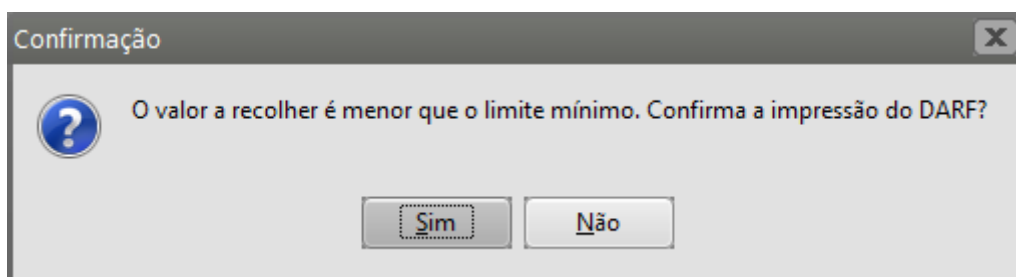 Confirmação
O valor a recolher é menor que o limite mínimo. Confirma a impressão do DARF?
Sim
Não